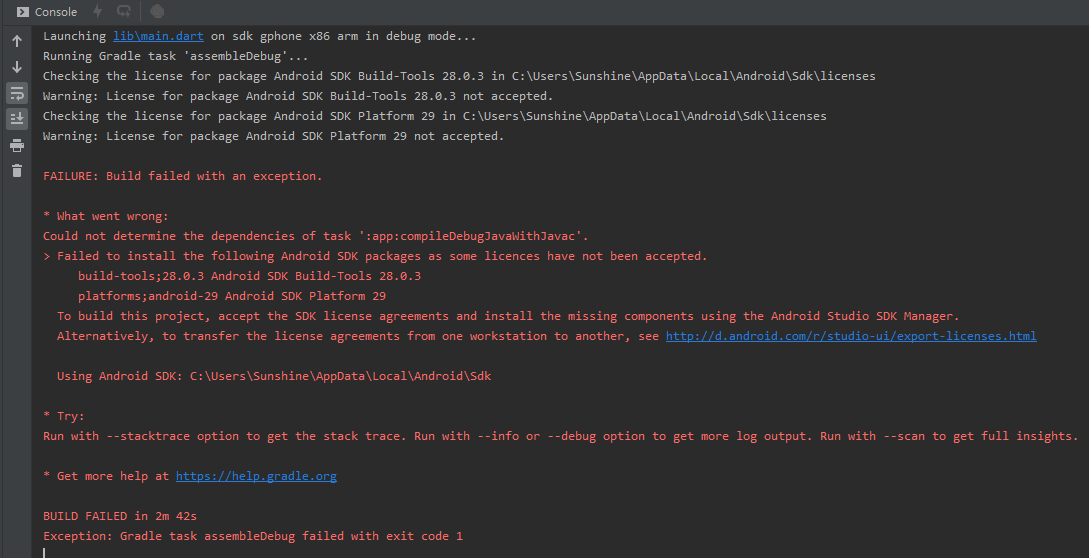 Console
Launching lib\main.dart on sdk gphone x86 arm in debug mode...
Running Gradle task 'assembleDebug'...
Checking the license for package Android SDK Build-Tools 28.0.3 in C:\Users\Sunshine\AppData\Local\Android\Sdk\licenses
Warning: License for package Android SDK Build-Tools 28.0.3 not accepted.
Checking the license for package Android SDK Platform 29 in C:\Users\Sunshine\AppData\Local\Android\Sdk\licenses
Warning: License for package Android SDK Platform 29 not accepted.
FAILURE: Build failed with an exception.
* What went wrong:
Could not determine the dependencies of task ':app:compileDebugJavaWithJavac'.
> Failed to install the following Android SDK packages as some licences have not been accepted.
build-tools;28.0.3 Android SDK Build-Tools 28.0.3
platforms;android-29 Android SDK Platform 29
To build this project, accept the SDK license agreements and install the missing components using the Android Studio SDK Manager.
Alternatively, to transfer the license agreements from one workstation to another, see http://d.android.com/r/studio-ui/export-licenses.html
Using Android SDK: C:\Users\Sunshine\AppData\Local\Android\Sdk
* Try:
Run with --stacktrace option to get the stack trace. Run with --info or --debug option to get more log output. Run with --scan to get full insights.
* Get more help at https://help.gradle.org
BUILD FAILED in 2m 42s
Exception: Gradle task assembleDebug failed with exit code 1